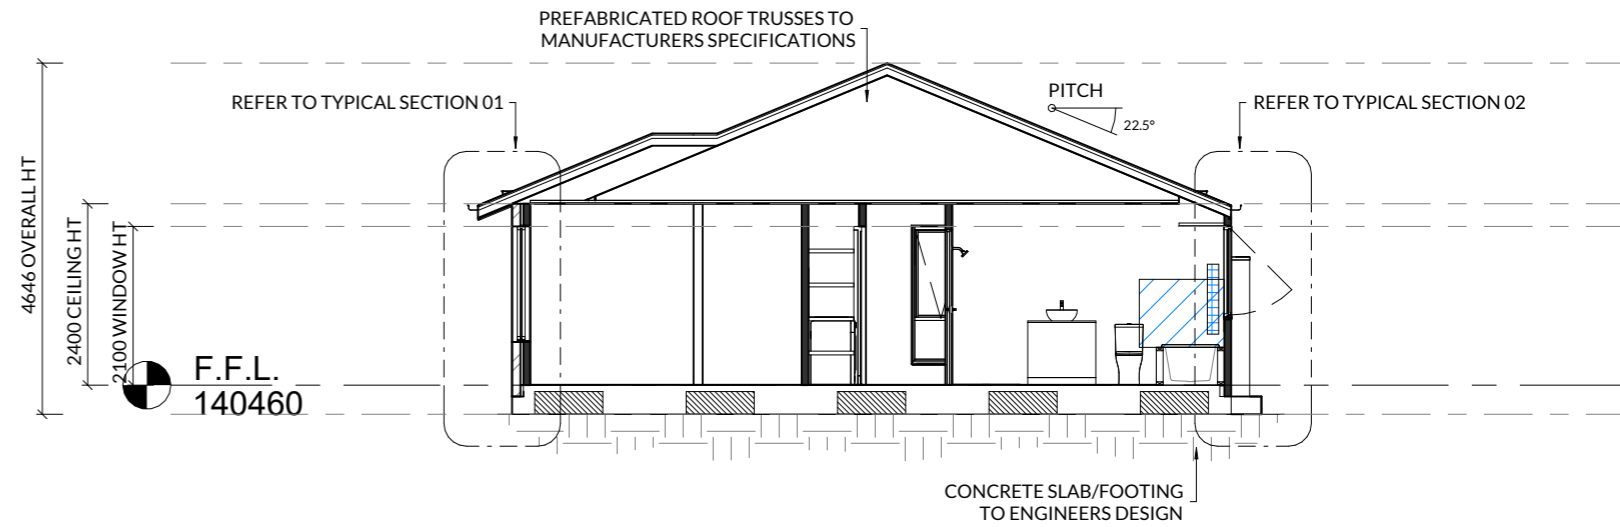 PREFABRICATED ROOF TRUSSES TO
MANUFACTURERS SPECIFICATIONS
REFER TO TYPICAL SECTION 01
PITCH
22.5°
REFER TO TYPICAL SECTION 02
4646 OVERALL HT
2400 CEILING HT
2100 WINDOW HT
F.F.L.
140460
CONCRETE SLAB/FOOTING
TO ENGINEERS DESIGN